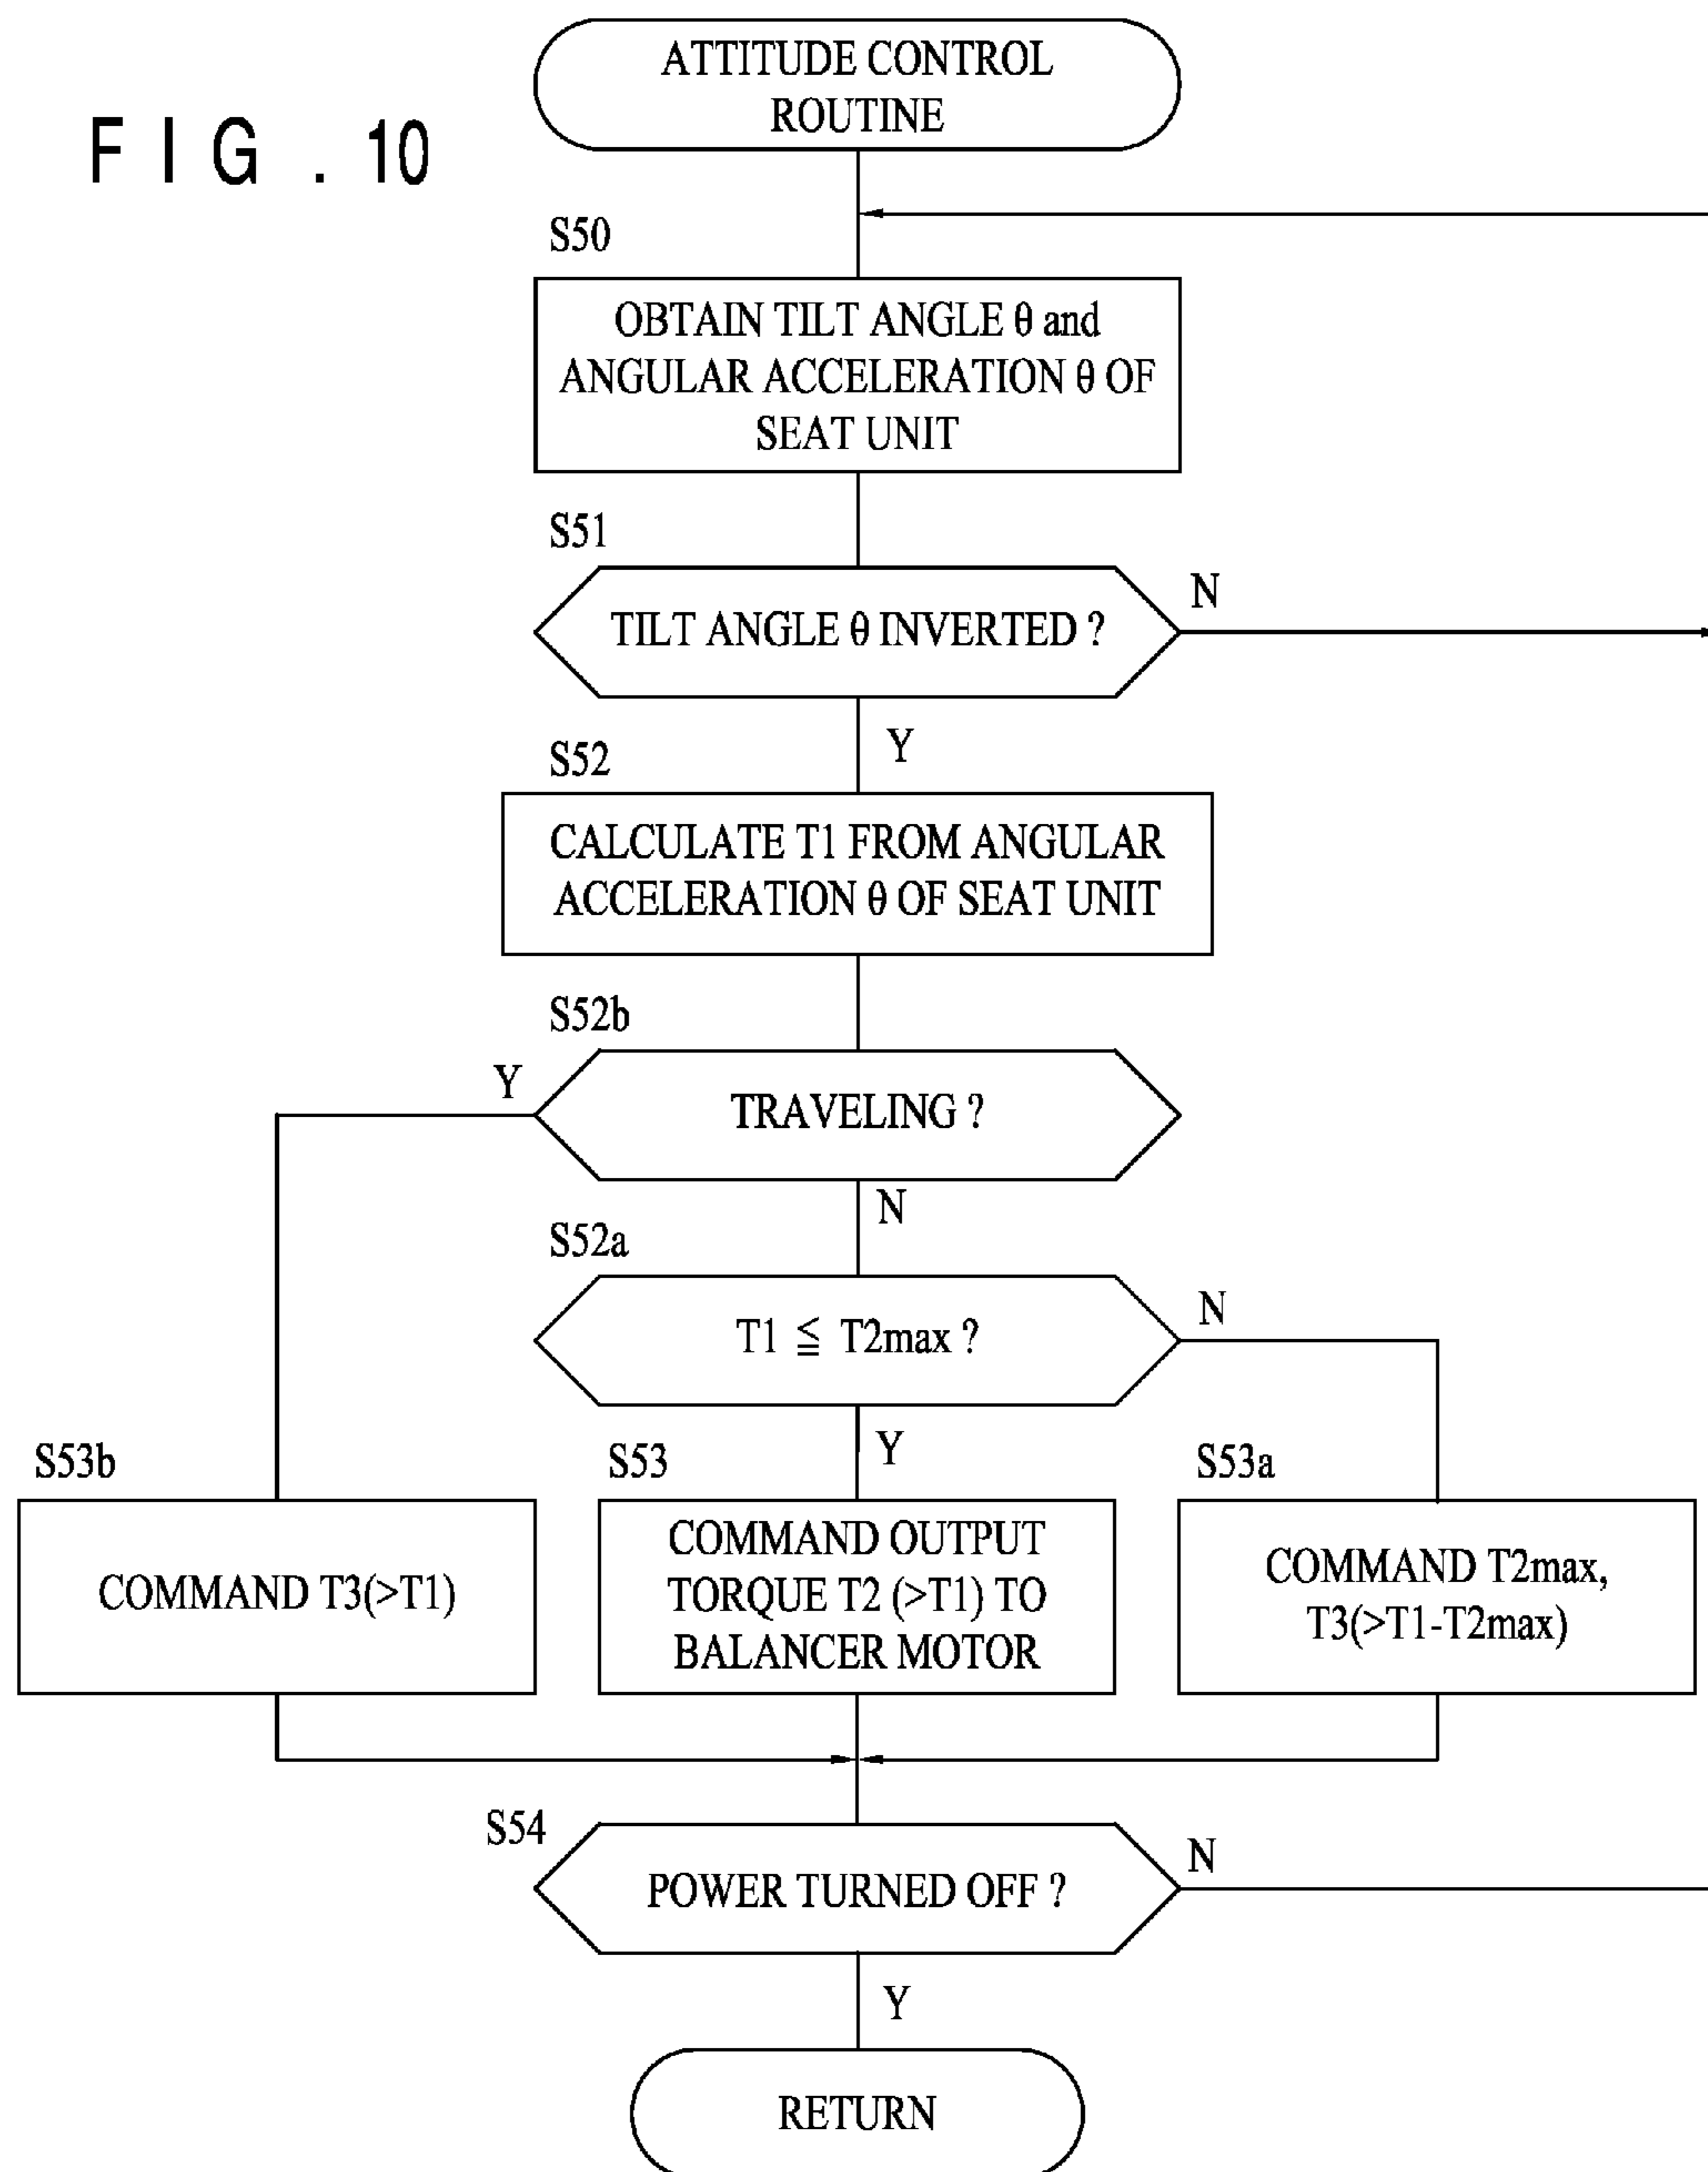 FIG. 10
ATTITUDE CONTROL
ROUTINE
S50
OBTAIN TILT ANGLE θ and
ANGULAR ACCELERATION θ OF
SEAT UNIT
S51
TILT ANGLE θ INVERTED ?
N
Y
S52
CALCULATE T1 FROM ANGULAR
ACCELERATION θ OF SEAT UNIT
S52b
Y
TRAVELING ?
N
S52a
T1 ≦ T2max ?
N
Y
S53b
COMMAND T3(>T1)
S53
COMMAND OUTPUT
TORQUE T2 (>T1) TO
BALANCER MOTOR
S53a
COMMAND T2max,
T3(>T1-T2max)
S54
POWER TURNED OFF ?
N
Y
RETURN